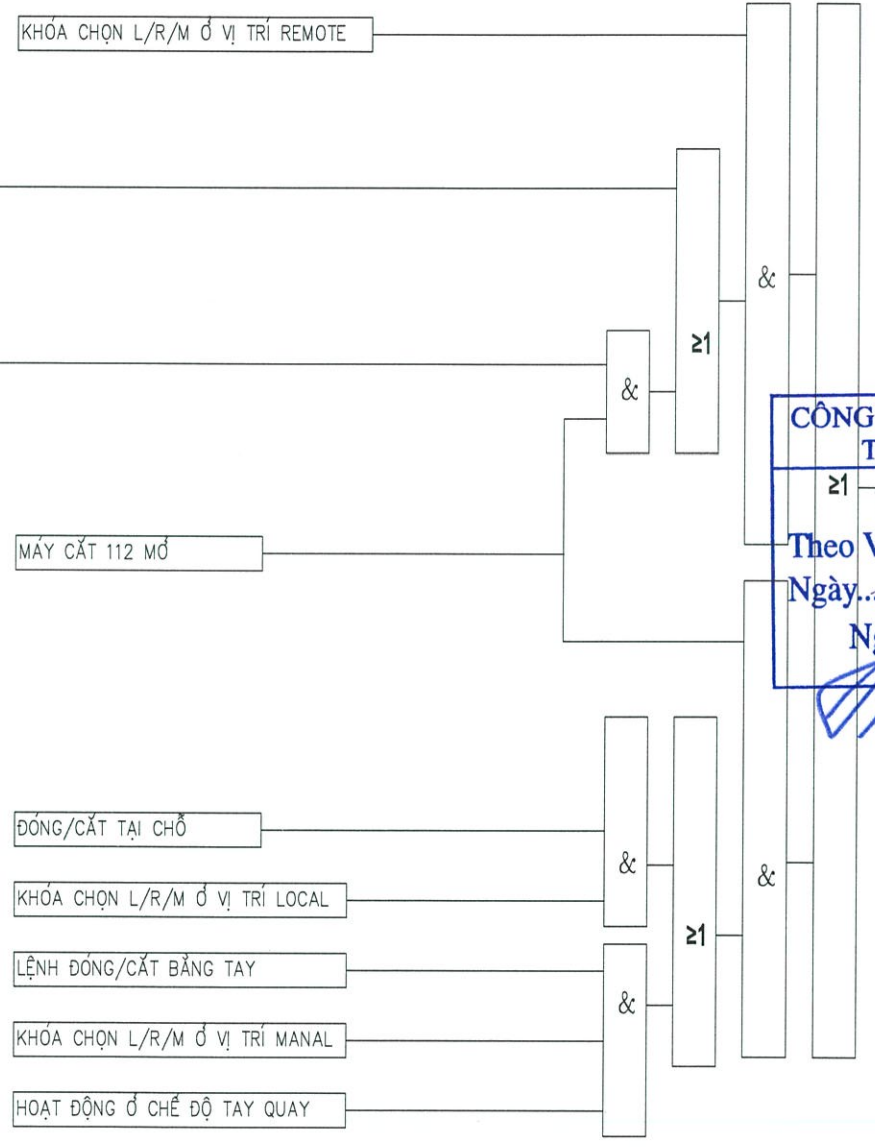 KHÓA CHỌN L/R/M Ở VỊ TRÍ REMOTE
&
≥1
&
CÔNG
T
≥1
MÁY CẮT 112 MỞ
Theo V
Ngày..
Ng
ĐÓNG/CẮT TẠI CHỖ
&
&
KHÓA CHỌN L/R/M Ở VỊ TRÍ LOCAL
≥1
LỆNH ĐÓNG/CẮT BẰNG TAY
&
KHÓA CHỌN L/R/M Ở VỊ TRÍ MANAL
HOẠT ĐỘNG Ở CHẾ ĐỘ TAY QUAY